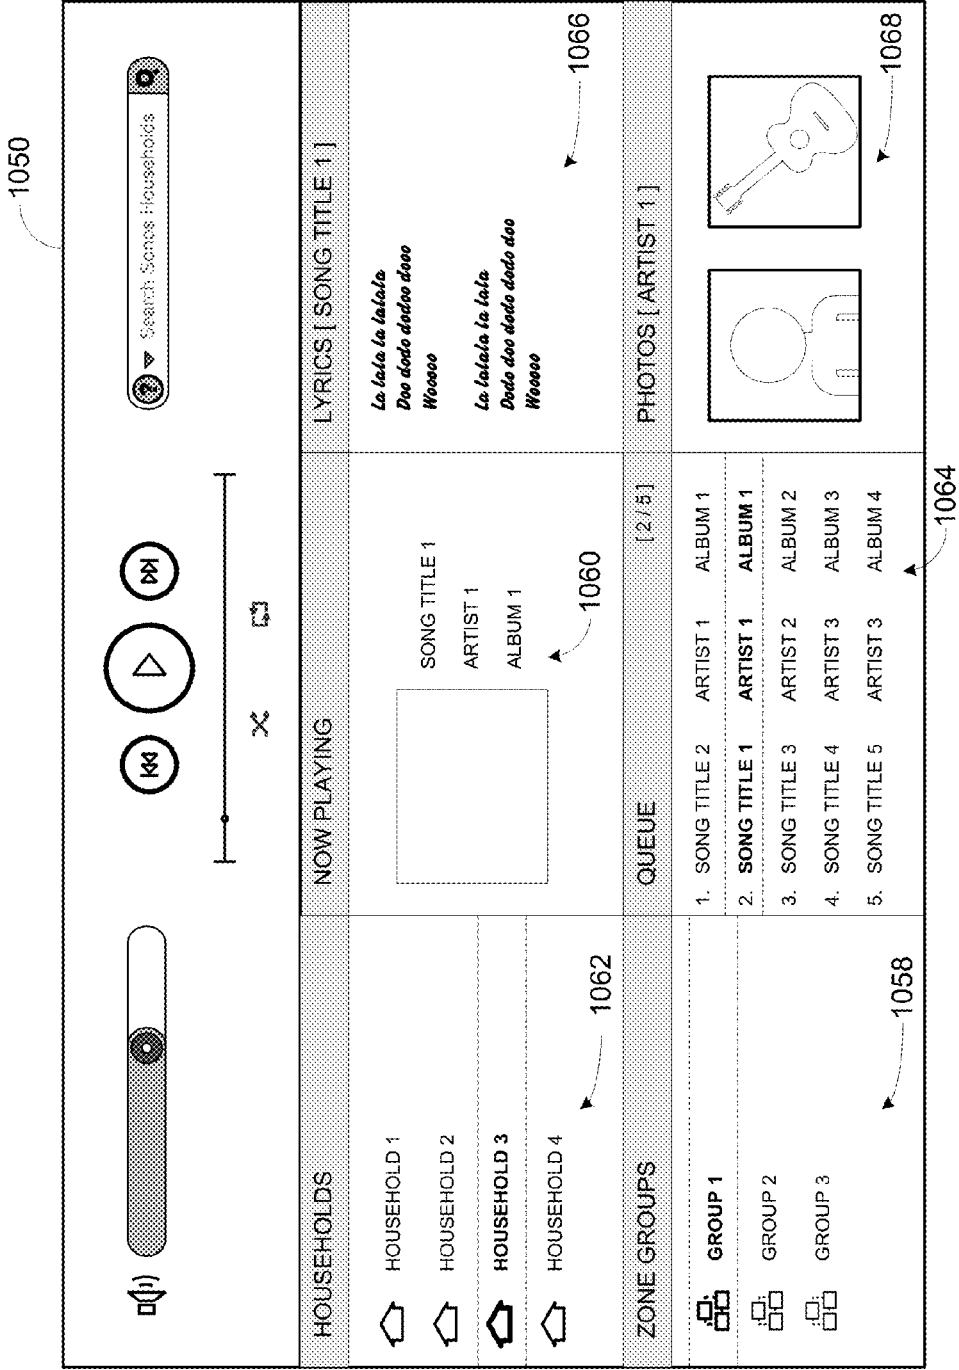 1050
? Search Sonos Households
HOUSEHOLDS
HOUSEHOLD 1
HOUSEHOLD 2
HOUSEHOLD 3
HOUSEHOLD 4
1062
NOW PLAYING
SONG TITLE 1
ARTIST 1
ALBUM 1
1060
LYRICS [ SONG TITLE 1 ]
La lala la lalala
Doo dodo dodoo dooo
Wooooo
La lalala la lala
Dodo doo dodo dodo doo
Wooooo
1066
ZONE GROUPS
GROUP 1
GROUP 2
GROUP 3
1058
QUEUE [ 2 / 5 ]
1. SONG TITLE 2 ARTIST 1 ALBUM 1
2. SONG TITLE 1 ARTIST 1 ALBUM 1
3. SONG TITLE 3 ARTIST 2 ALBUM 2
4. SONG TITLE 4 ARTIST 3 ALBUM 3
5. SONG TITLE 5 ARTIST 3 ALBUM 4
1064
PHOTOS [ ARTIST 1 ]
1068